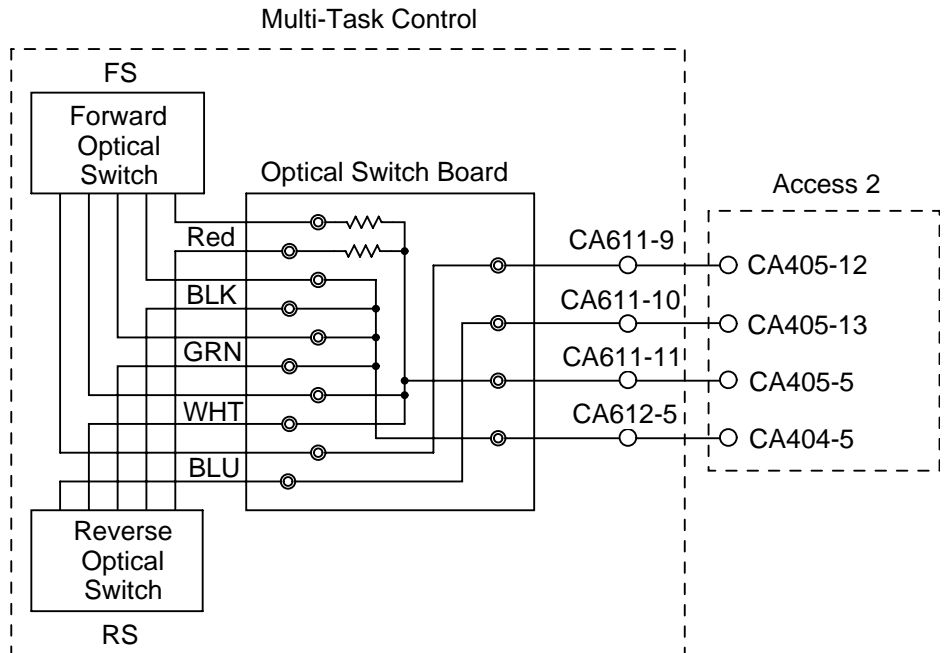 Multi-Task Control
FS
Forward
Optical
Switch
Optical Switch Board
Access 2
Red
BLK
GRN
WHT
BLU
CA611-9
CA405-12
CA611-10
CA405-13
CA611-11
CA405-5
CA612-5
CA404-5
Reverse
Optical
Switch
RS